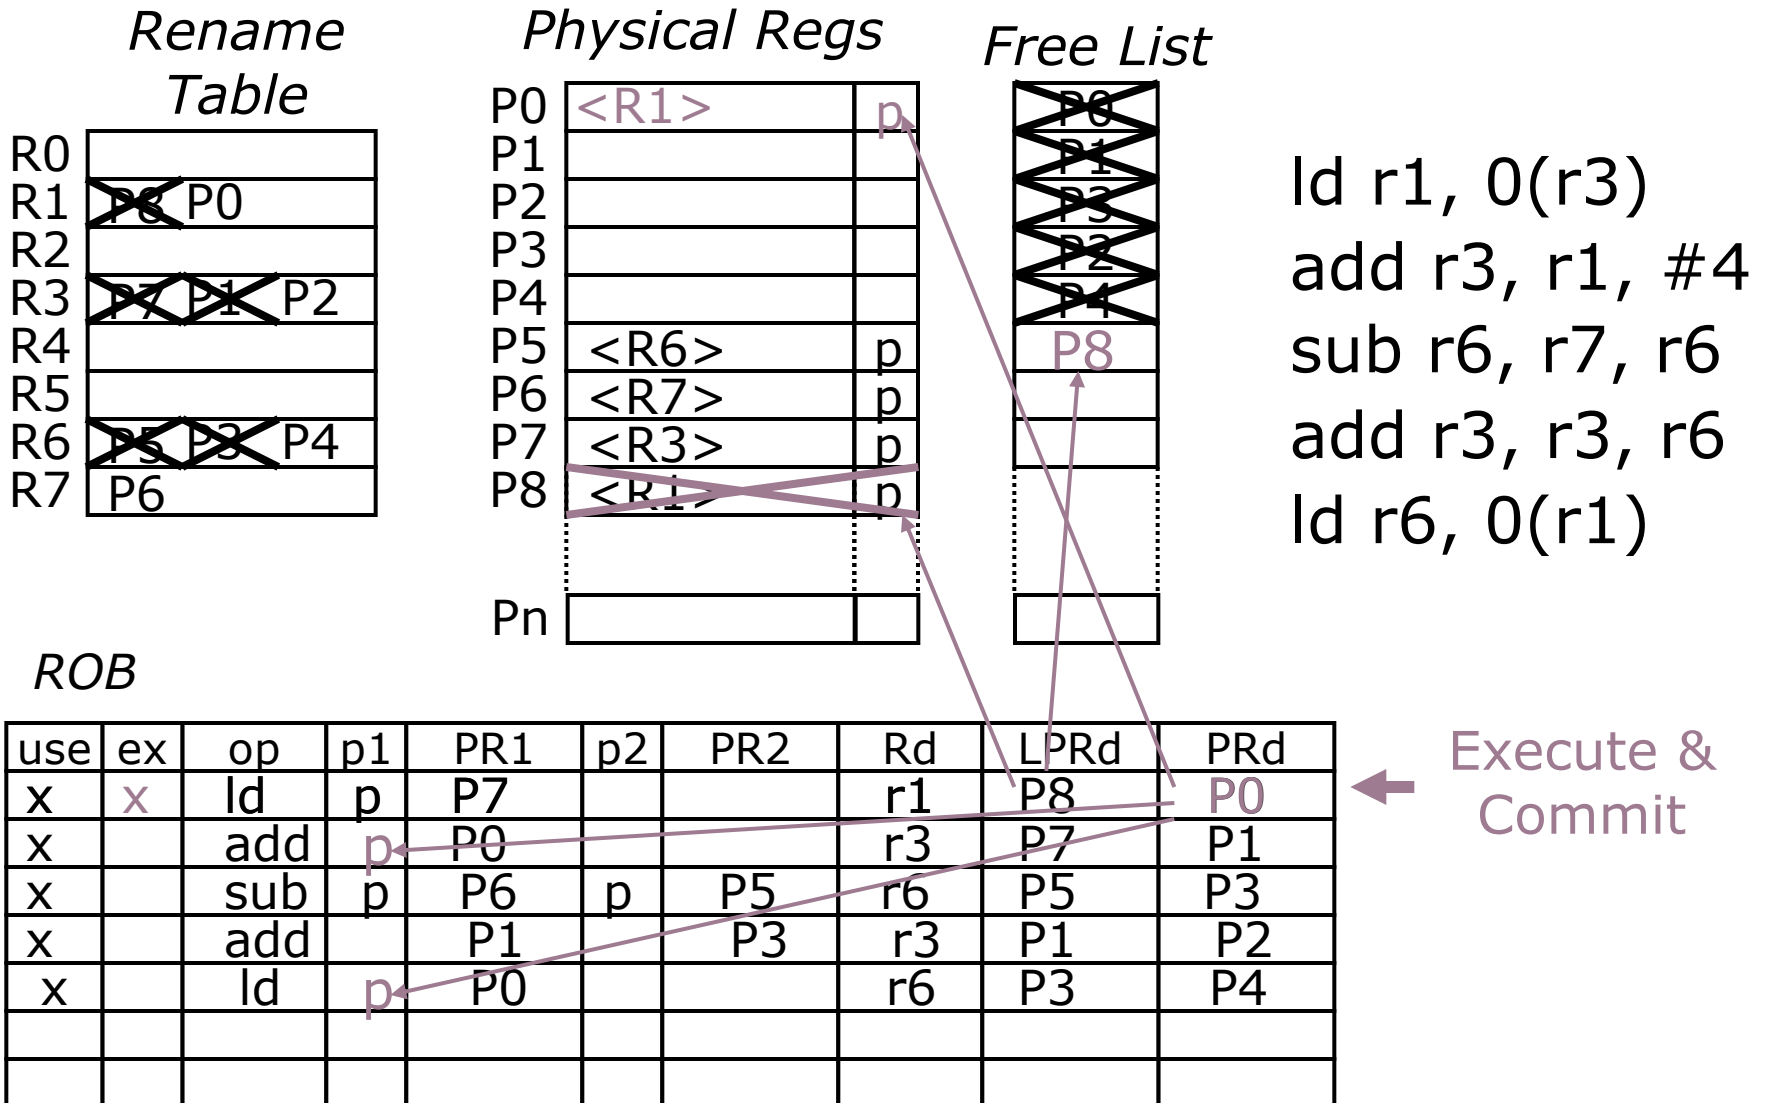 Rename
Table
Physical Regs
Free List
R0
R1 P8 P0
R2
R3 P7 P1 P2
R4
R5
R6 P5 P3 P4
R7 P6
P0 <R1> p
P1
P2
P3
P4
P5 <R6> p
P6 <R7> p
P7 <R3> p
P8 <R1> p
Pn
P0
P1
P3
P2
P4
P8
ld r1, 0(r3)
add r3, r1, #4
sub r6, r7, r6
add r3, r3, r6
ld r6, 0(r1)
ROB
use ex op p1 PR1 p2 PR2 Rd LPRd PRd
x x ld p P7 r1 P8 P0
x add p P0 r3 P7 P1
x sub p P6 p P5 r6 P5 P3
x add P1 P3 r3 P1 P2
x ld p P0 r6 P3 P4
Execute &
Commit